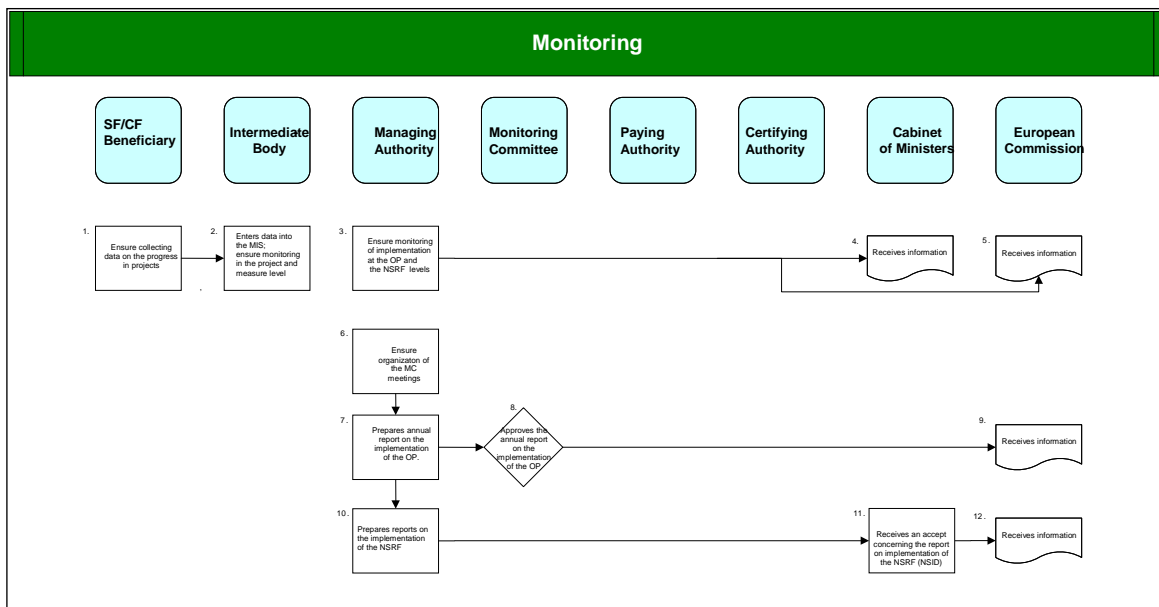 Monitoring
SF/CF
Beneficiary
Intermediate
Body
Managing
Authority
Monitoring
Committee
Paying
Authority
Certifying
Authority
Cabinet
of Ministers
European
Commission
1.
Ensure collecting
data on the progress
in projects
2.
Enters data into
the MIS;
ensure monitoring
in the project and
measure level
3.
Ensure monitoring
of implementation
at the OP and
the NSRF levels
4.
Receives information
5.
Receives information
6.
Ensure
organizaton of
the MC
meetings
7.
Prepares annual
report on the
implementation
of the OP.
8.
Approves the
annual report
on the
implementation
of the OP
9.
Receives information
10.
Prepares reports on
the implementation
of the NSRF
11.
Receives an accept
concerning the report
on implementation of
the NSRF (NSID)
12.
Receives information